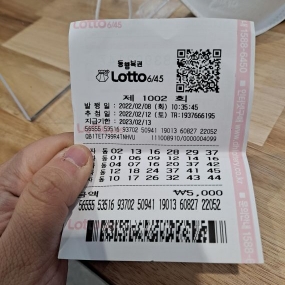 동행복권
Lotto 6/45
제 1002 회
발 행 일 : 2022/02/08 (화) 10:35:45
추 첨 일 : 2022/02/12 (토) TR:1937666195
지급기한 : 2023/02/13
56555 53516 93702 50941 19013 60827 22052
자 동 02 13 16 28 29 37
자 동 01 06 09 12 14 16
자 동 04 07 16 20 37 42
자 동 12 18 24 37 41 45
자 동 10 17 26 32 43 44
금액 ₩5,000
56555 53516 93702 50941 19013 60827 22052